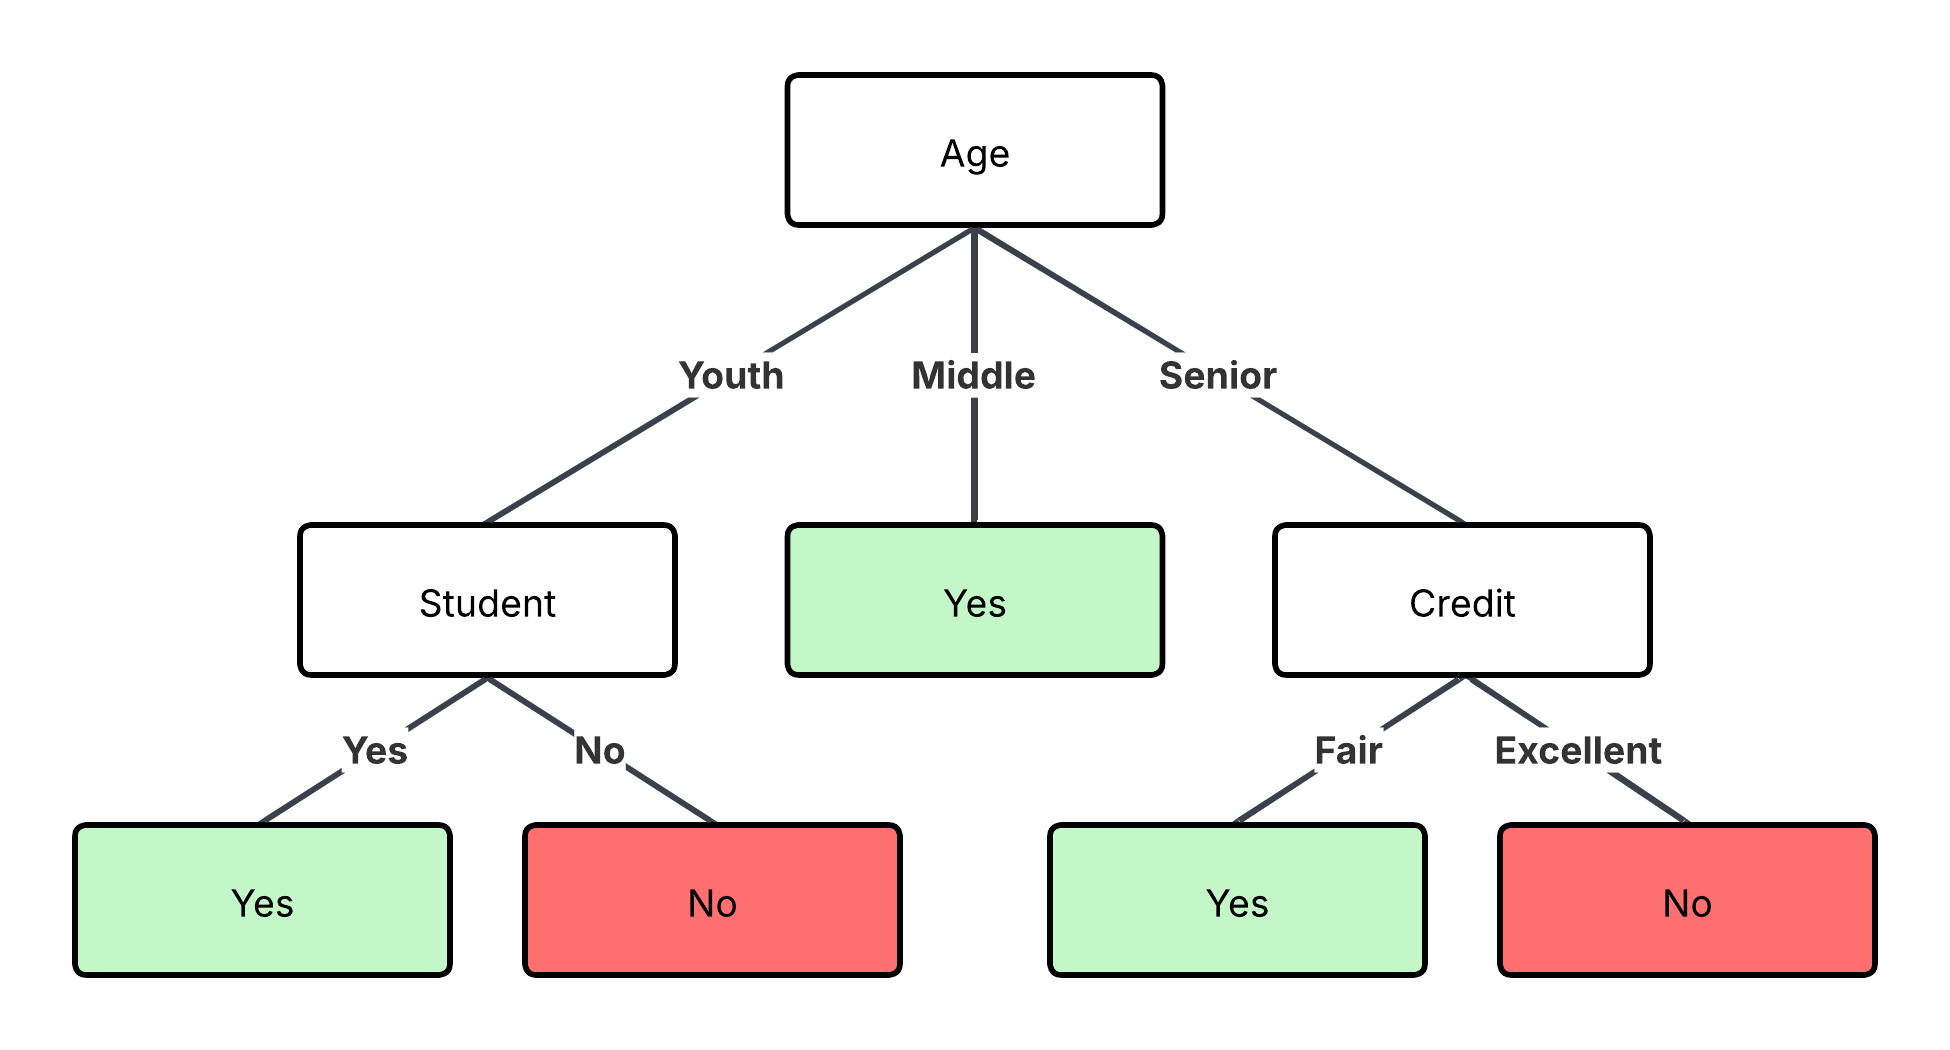 Age
Youth
Middle
Senior
Student
Yes
Credit
Yes
No
Fair
Excellent
Yes
No
Yes
No